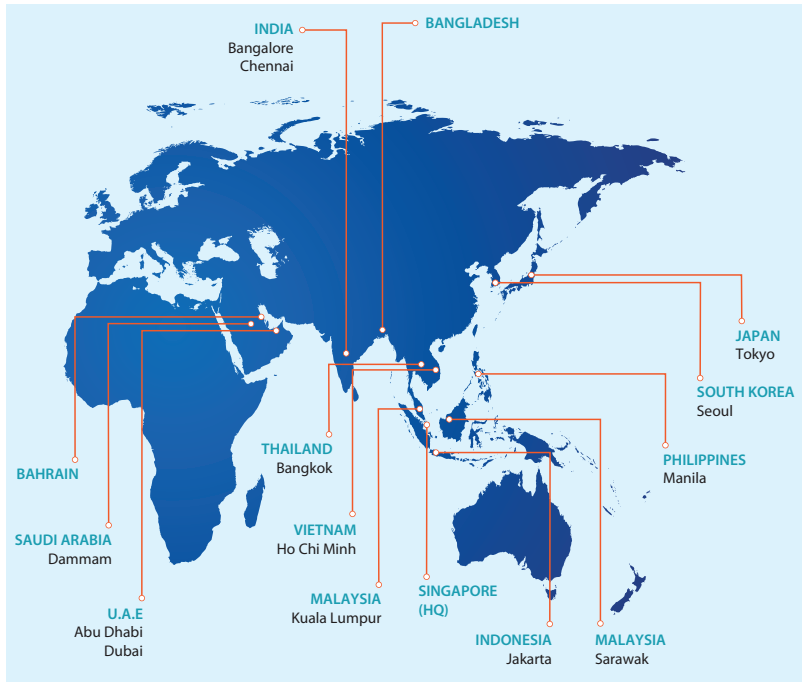 INDIA
Bangalore
Chennai
BANGLADESH
JAPAN
Tokyo
SOUTH KOREA
Seoul
PHILIPPINES
Manila
THAILAND
Bangkok
BAHRAIN
VIETNAM
Ho Chi Minh
SAUDI ARABIA
Dammam
U.A.E
Abu Dhabi
Dubai
MALAYSIA
Kuala Lumpur
SINGAPORE
(HQ)
INDONESIA
Jakarta
MALAYSIA
Sarawak